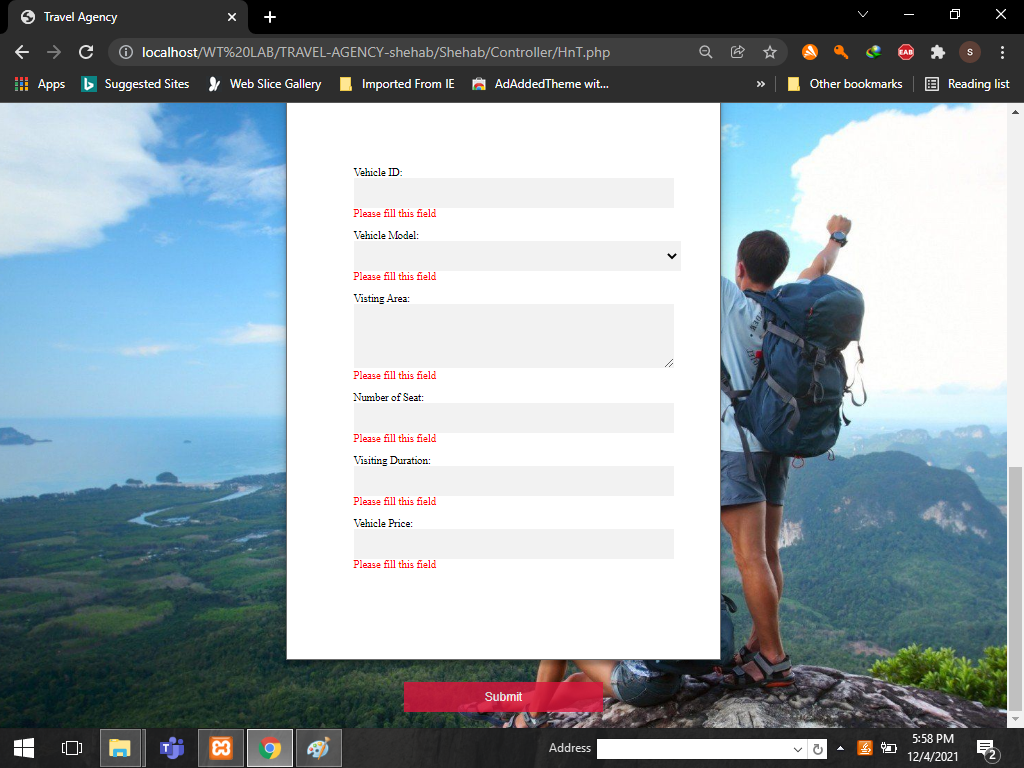 Travel Agency
localhost/WT%20LAB/TRAVEL-AGENCY-shehab/Shehab/Controller/HnT.php
EAB
S
Apps
Suggested Sites
Web Slice Gallery
Imported From IE
AdAddedTheme wit...
»
Other bookmarks
Reading list
Vehicle ID:
Please fill this field
Vehicle Model:
Please fill this field
Visting Area:
Please fill this field
Number of Seat:
Please fill this field
Visiting Duration:
Please fill this field
Vehicle Price:
Please fill this field
Submit
Address
5:58 PM
12/4/2021
2